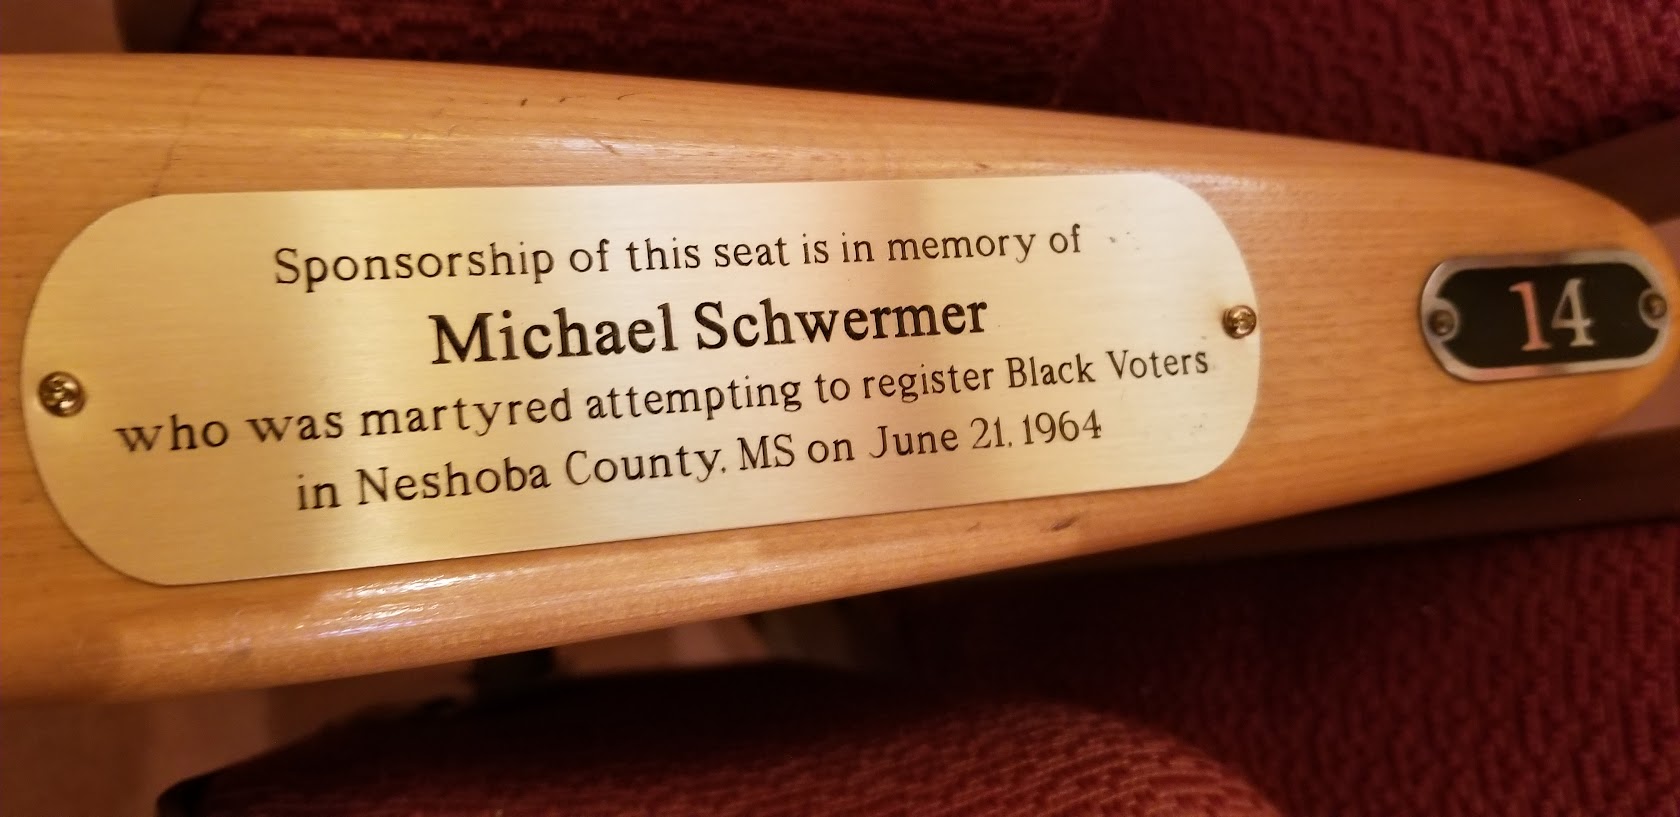 Sponsorship of this seat is in memory of
Michael Schwermer
who was martyred attempting to register Black Voters
in Neshoba County, MS on June 21, 1964
14